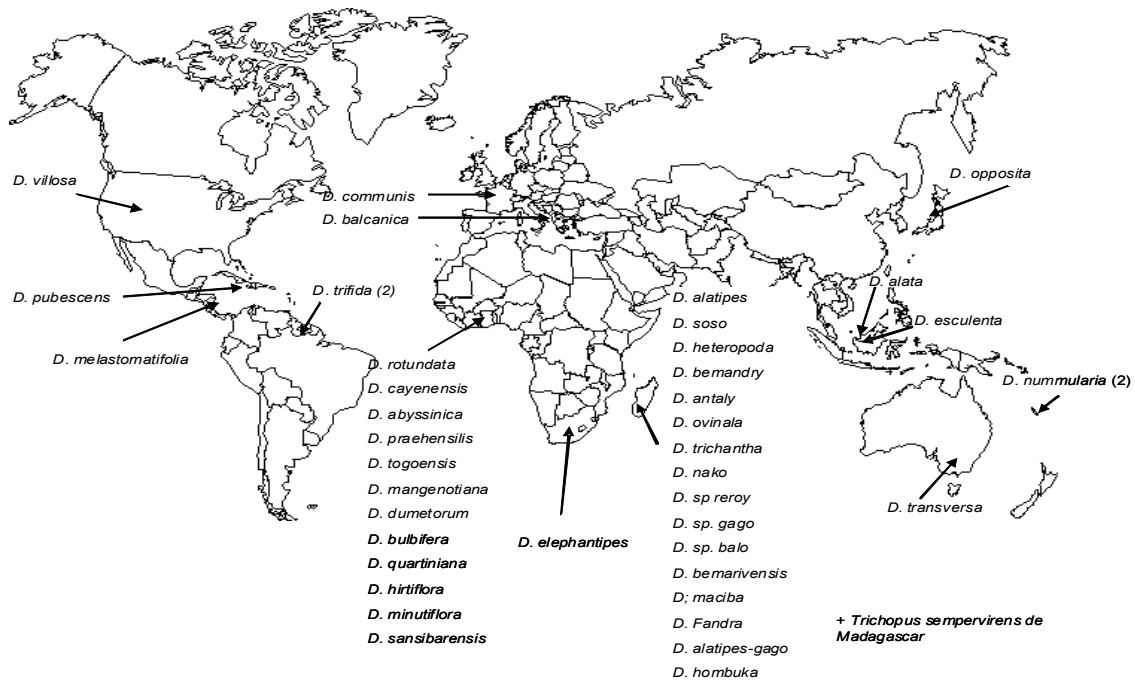 D. villosa
D. communis
D. balcanica
D. opposita
D. pubescens
D. trifida (2)
D. melastomatifolia
D. rotundata
D. cayenensis
D. abyssinica
D. praehensilis
D. togoensis
D. mangenotiana
D. dumetorum
D. bulbifera
D. quartiniana
D. hirtiflora
D. minutiflora
D. sansibarensis
D. elephantipes
D. alatipes
D. soso
D. heteropoda
D. bemandry
D. antaly
D. ovinala
D. trichantha
D. nako
D. sp reroy
D. sp. gago
D. sp. balo
D. bemarivensis
D; maciba
D. Fandra
D. alatipes-gago
D. hombuka
D. alata
D. esculenta
D. nummularia (2)
D. transversa
+ Trichopus sempervirens de
Madagascar